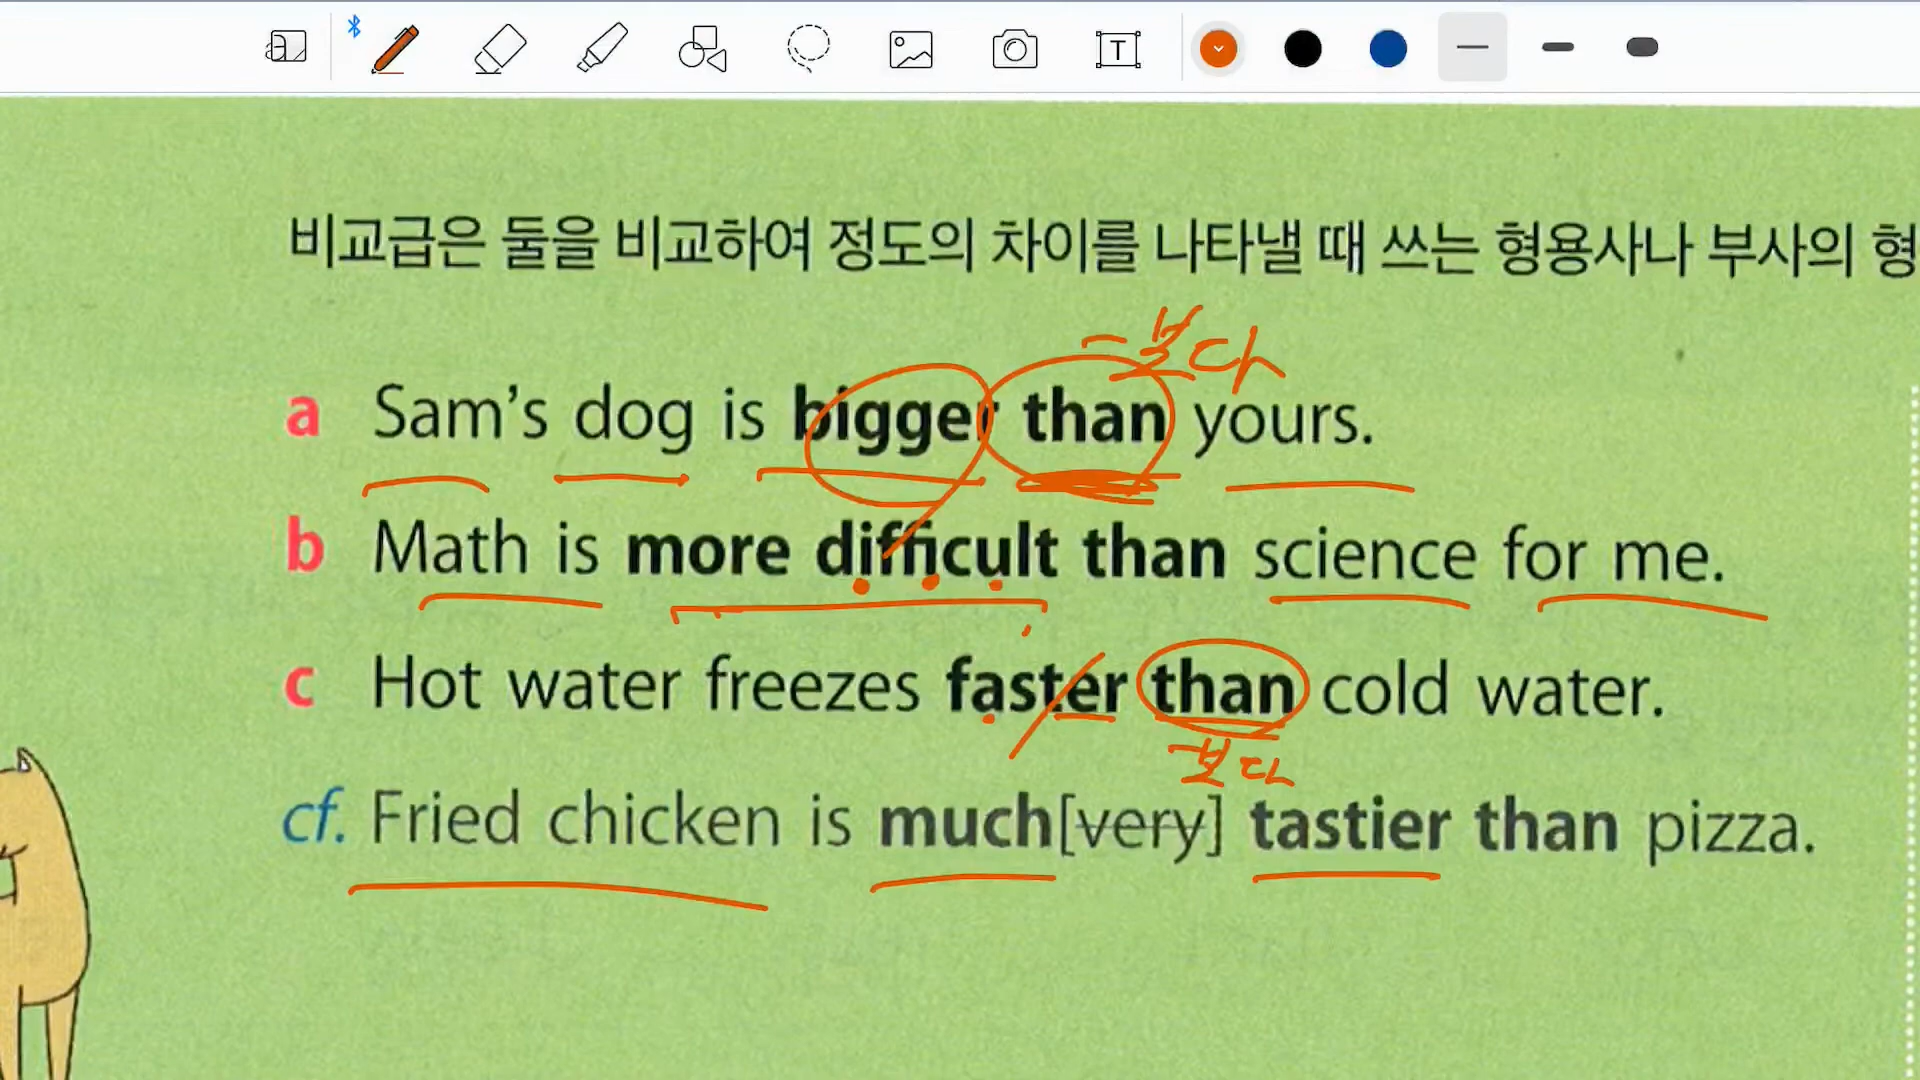 비교급은 둘을 비교하여 정도의 차이를 나타낼 때 쓰는 형용사나 부사의 형
~보다
a Sam's dog is bigger than yours.
b Math is more difficult than science for me.
c Hot water freezes faster than cold water.
~보다
cf. Fried chicken is much[very] tastier than pizza.